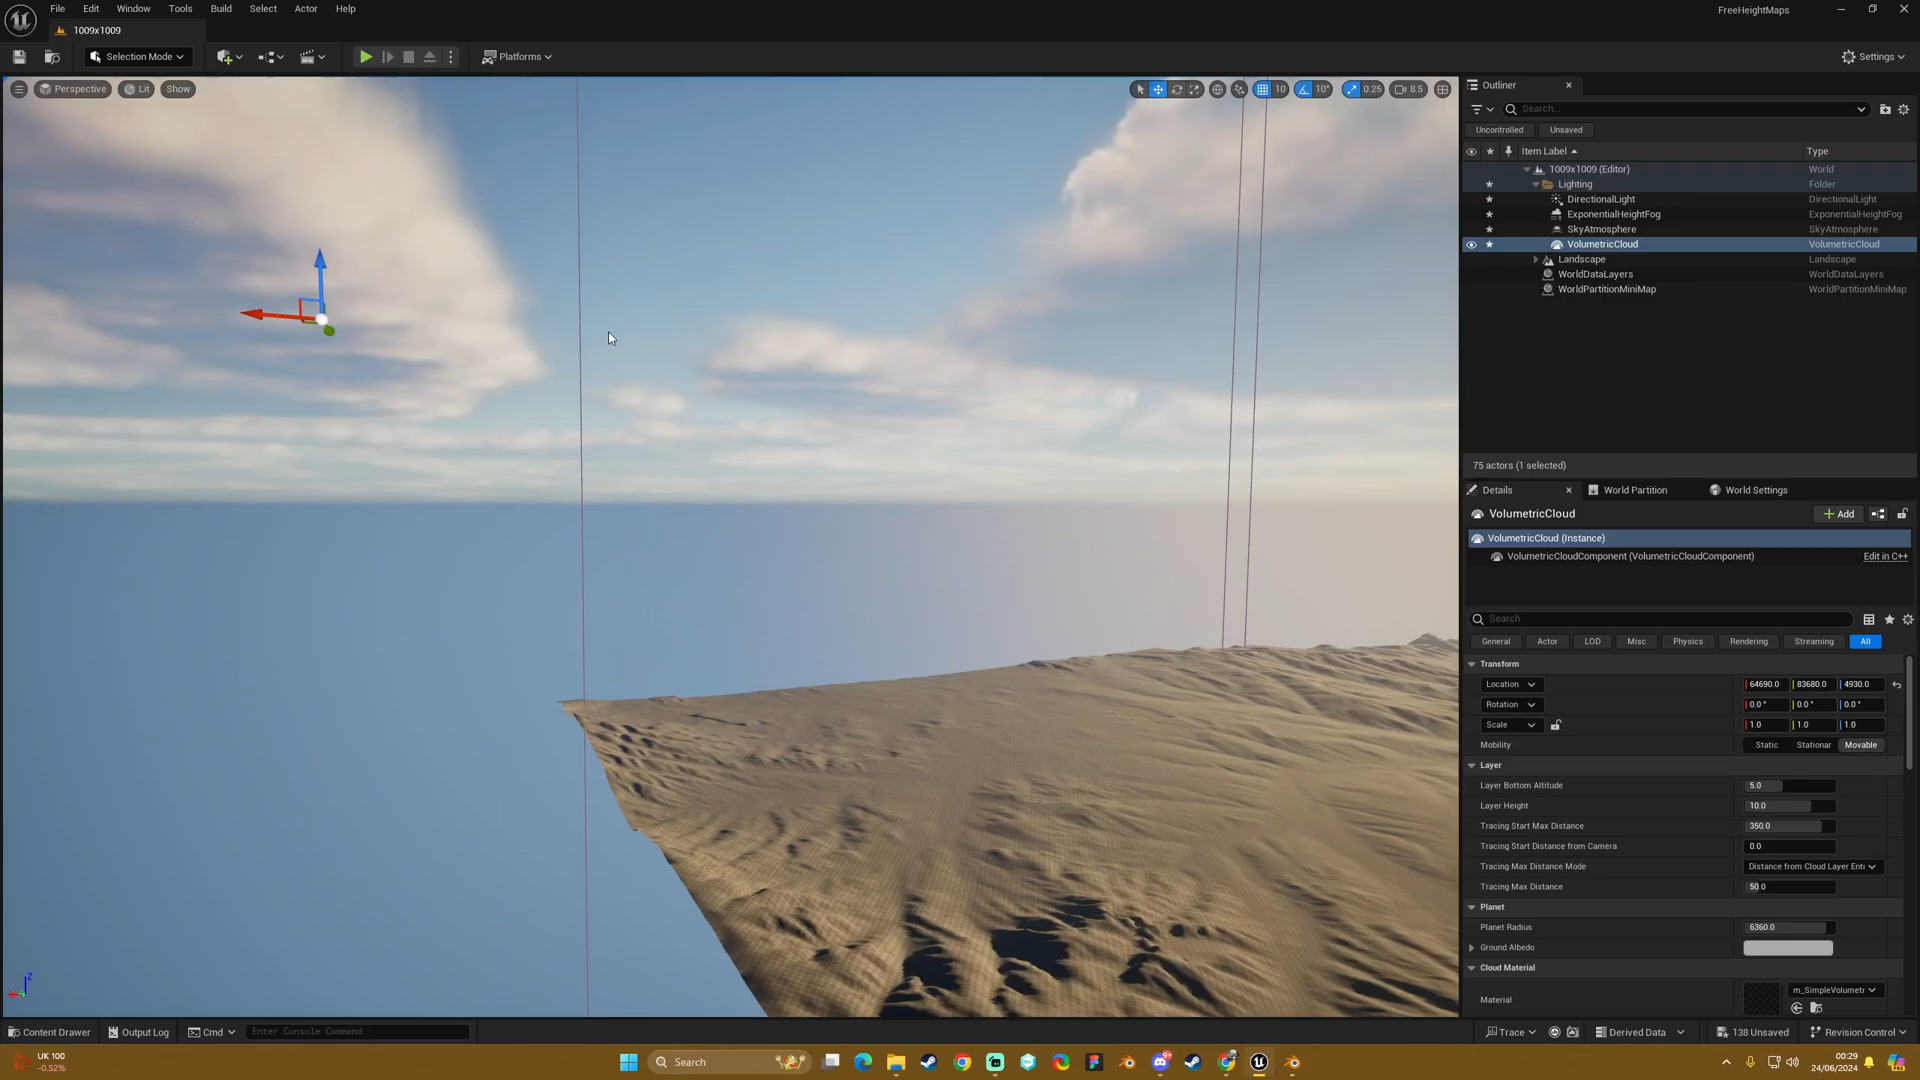 File Edit Window Tools Build Select Actor Help
FreeHeightMaps
1009x1009
Selection Mode
Platforms
Settings
Perspective Lit Show
10 10° 0.25 8.5
Outliner
Search...
Uncontrolled Unsaved
Item Label Type
1009x1009 (Editor) World
Lighting Folder
DirectionalLight DirectionalLight
ExponentialHeightFog ExponentialHeightFog
SkyAtmosphere SkyAtmosphere
VolumetricCloud VolumetricCloud
Landscape Landscape
WorldDataLayers WorldDataLayers
WorldPartitionMiniMap WorldPartitionMiniMap
75 actors (1 selected)
Details World Partition World Settings
VolumetricCloud Add
VolumetricCloud (Instance)
VolumetricCloudComponent (VolumetricCloudComponent) Edit in C++
Search
General Actor LOD Misc Physics Rendering Streaming All
Transform
Location 64690.0 83680.0 4930.0
Rotation 0.0 ° 0.0 ° 0.0 °
Scale 1.0 1.0 1.0
Mobility Static Stationar Movable
Layer
Layer Bottom Altitude 5.0
Layer Height 10.0
Tracing Start Max Distance 350.0
Tracing Start Distance from Camera 0.0
Tracing Max Distance Mode Distance from Cloud Layer Entr
Tracing Max Distance 50.0
Planet
Planet Radius 6360.0
Ground Albedo
Cloud Material
Material m_SimpleVolumetr
Z
Content Drawer Output Log Cmd Enter Console Command
Trace Derived Data 138 Unsaved Revision Control
UK 100
-0.52%
Search
9+
00:29
24/06/2024